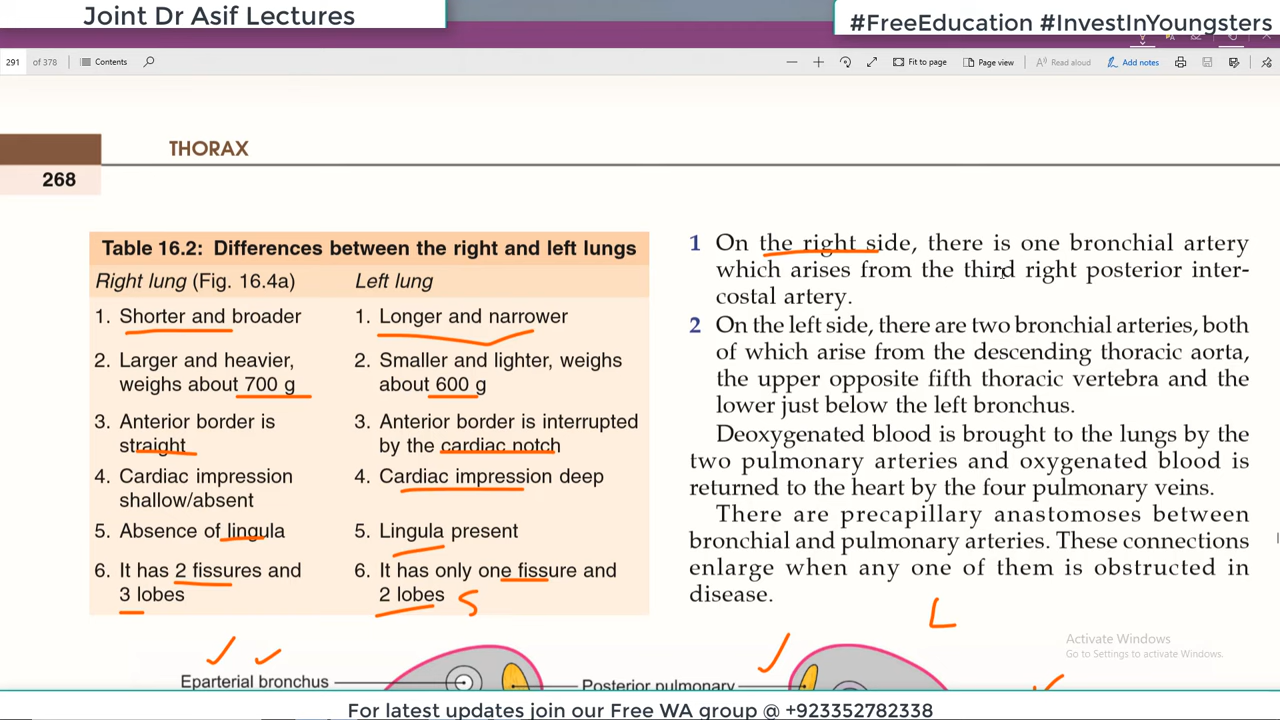 Joint Dr Asif Lectures
#FreeEducation #InvestInYoungsters
291 of 378 Contents Fit to page Page view Read aloud Add notes
THORAX
268
Table 16.2: Differences between the right and left lungs
Right lung (Fig. 16.4a) Left lung
1. Shorter and broader 1. Longer and narrower
2. Larger and heavier, 2. Smaller and lighter, weighs
weighs about 700 g about 600 g
3. Anterior border is 3. Anterior border is interrupted
straight by the cardiac notch
4. Cardiac impression 4. Cardiac impression deep
shallow/absent
5. Absence of lingula 5. Lingula present
6. It has 2 fissures and 6. It has only one fissure and
3 lobes 2 lobes
1 On the right side, there is one bronchial artery
which arises from the third right posterior inter-
costal artery.
2 On the left side, there are two bronchial arteries, both
of which arise from the descending thoracic aorta,
the upper opposite fifth thoracic vertebra and the
lower just below the left bronchus.
Deoxygenated blood is brought to the lungs by the
two pulmonary arteries and oxygenated blood is
returned to the heart by the four pulmonary veins.
There are precapillary anastomoses between
bronchial and pulmonary arteries. These connections
enlarge when any one of them is obstructed in
disease.
L
Activate Windows
Go to Settings to activate Windows.
Eparterial bronchus
Posterior pulmonary
For latest updates join our Free WA group @ +923352782338